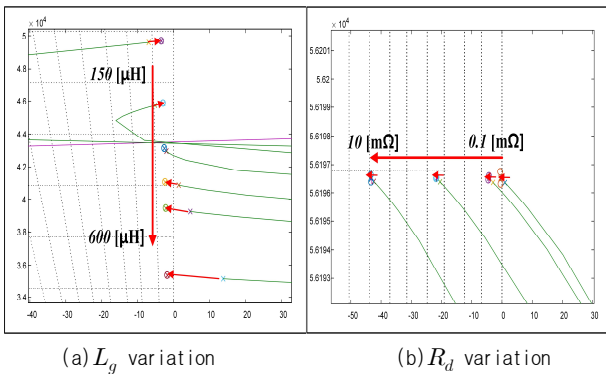 × 10⁴
5
4.8
4.6
4.4
4.2
4
3.8
3.6
3.4
-40 -30 -20 -10 0 10 20 30
150 [μH]
600 [μH]
× 10⁴
5.6201
5.62
5.6199
5.6198
5.6197
5.6196
5.6195
5.6194
5.6193
-50 -40 -30 -20 -10 0 10 20 30
10 [mΩ]
0.1 [mΩ]
(a) L_g variation
(b) R_d variation